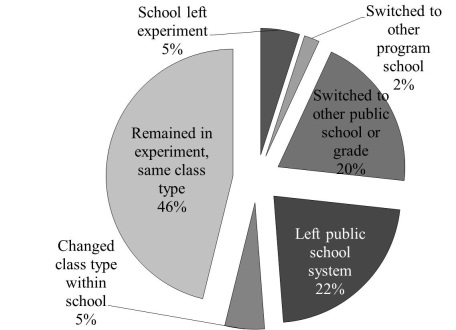 School left
experiment
5%
Switched to
other
program
school
2%
Switched to
other public
school or
grade
20%
Left public
school
system
22%
Changed
class type
within
school
5%
Remained in
experiment,
same class
type
46%